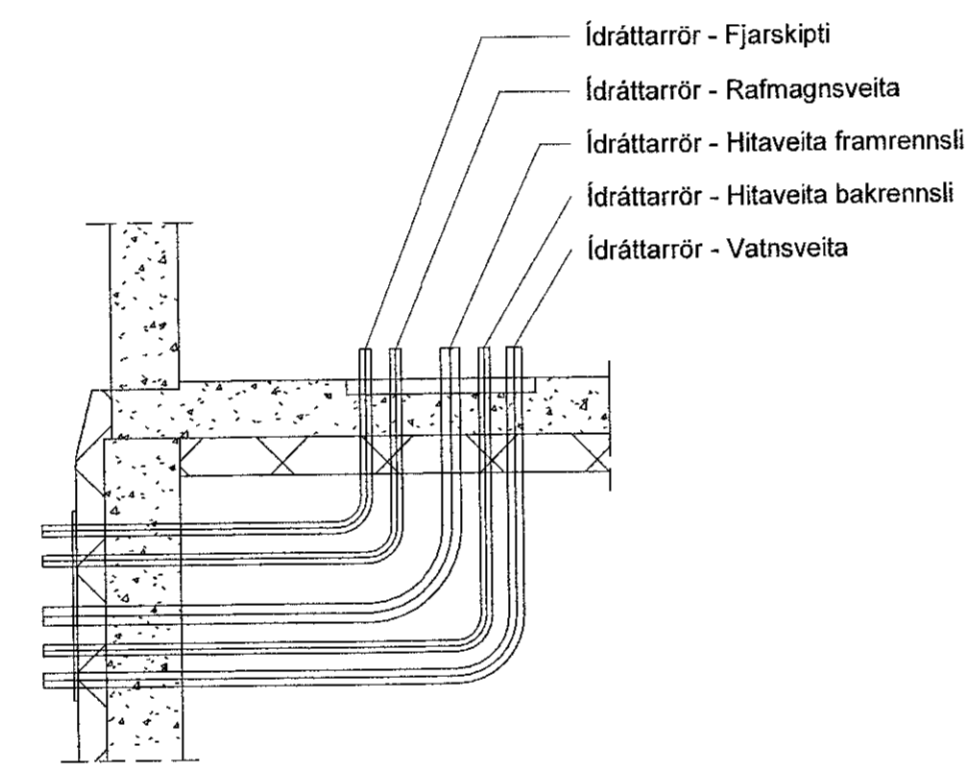 Ídráttarrör - Fjarskipti
Ídráttarrör - Rafmagnsveita
Ídráttarrör - Hitaveita framrennsli
Ídráttarrör - Hitaveita bakrennsli
Ídráttarrör - Vatnsveita